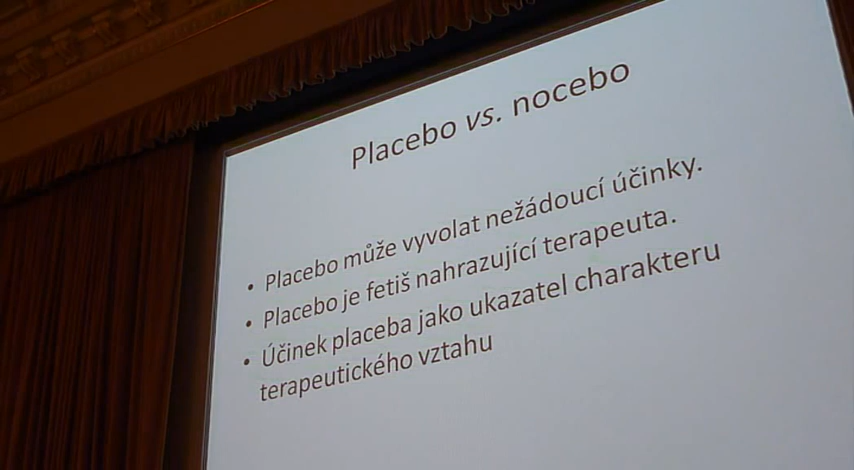 Placebo vs. nocebo
• Placebo může vyvolat nežádoucí účinky.
• Placebo je fetiš nahrazující terapeuta.
• Účinek placeba jako ukazatel charakteru
terapeutického vztahu